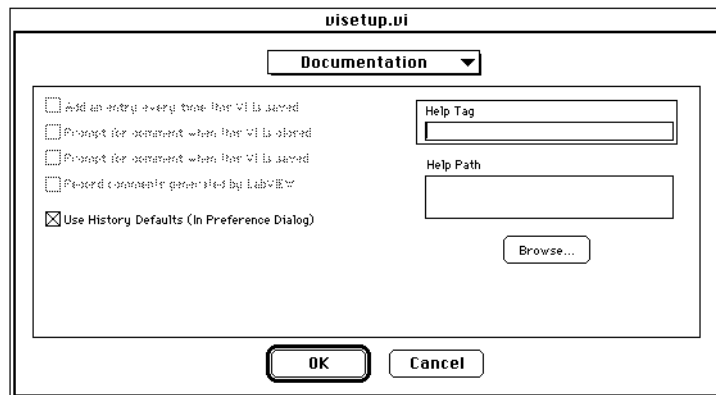 visetup.vi
Documentation
Add an entry every time the VI is saved
Prompt for comment when the VI is closed
Prompt for comment when the VI is saved
Record comments generated by LabVIEW
Use History Defaults (In Preference Dialog)
Help Tag
Help Path
Browse...
OK
Cancel